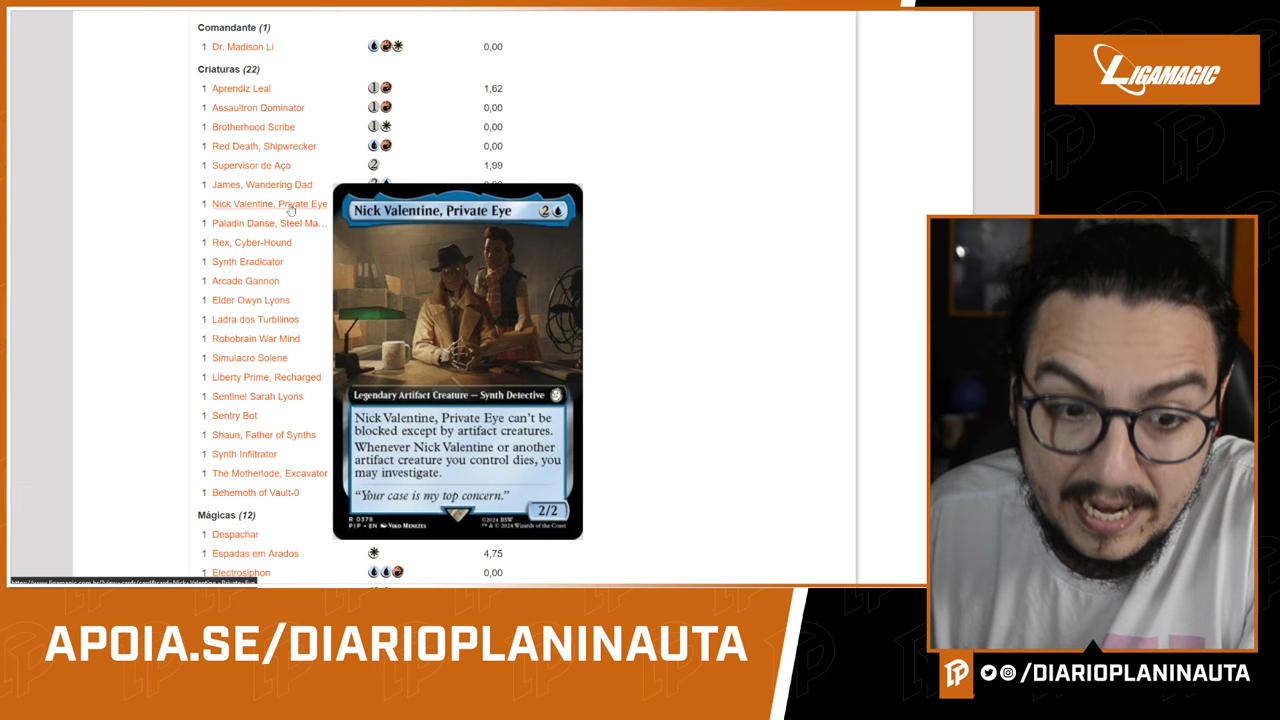 Comandante (1)
1 Dr. Madison Li 0,00
Criaturas (22)
1 Aprendiz Leal 1 1,62
1 Assaultron Dominator 1 0,00
1 Brotherhood Scribe 1 0,00
1 Red Death, Shipwrecker 0,00
1 Supervisor de Aço 2 1,99
1 James, Wandering Dad
1 Nick Valentine, Private Eye
1 Paladin Danse, Steel Ma...
1 Rex, Cyber-Hound
1 Synth Eradicator
1 Arcade Gannon
1 Elder Owyn Lyons
1 Ladra dos Turbilinos
1 Robobrain War Mind
1 Simulacro Solene
1 Liberty Prime, Recharged
1 Sentinel Sarah Lyons
1 Sentry Bot
1 Shaun, Father of Synths
1 Synth Infiltrator
1 The Motherlode, Excavator
1 Behemoth of Vault-0
Mágicas (12)
1 Despachar
1 Espadas em Arados 4,75
1 Electrosiphon 0,00
Nick Valentine, Private Eye 2
Legendary Artifact Creature — Synth Detective
Nick Valentine, Private Eye can't be
blocked except by artifact creatures.
Whenever Nick Valentine or another
artifact creature you control dies, you
may investigate.
"Your case is my top concern."
2/2
R 0378
PIP • EN VIKO MENEZES
©2024 BSW
™ & © 2024 Wizards of the Coast
LIGAMAGIC
APOIA.SE/DIARIOPLANINAUTA
/DIARIOPLANINAUTA